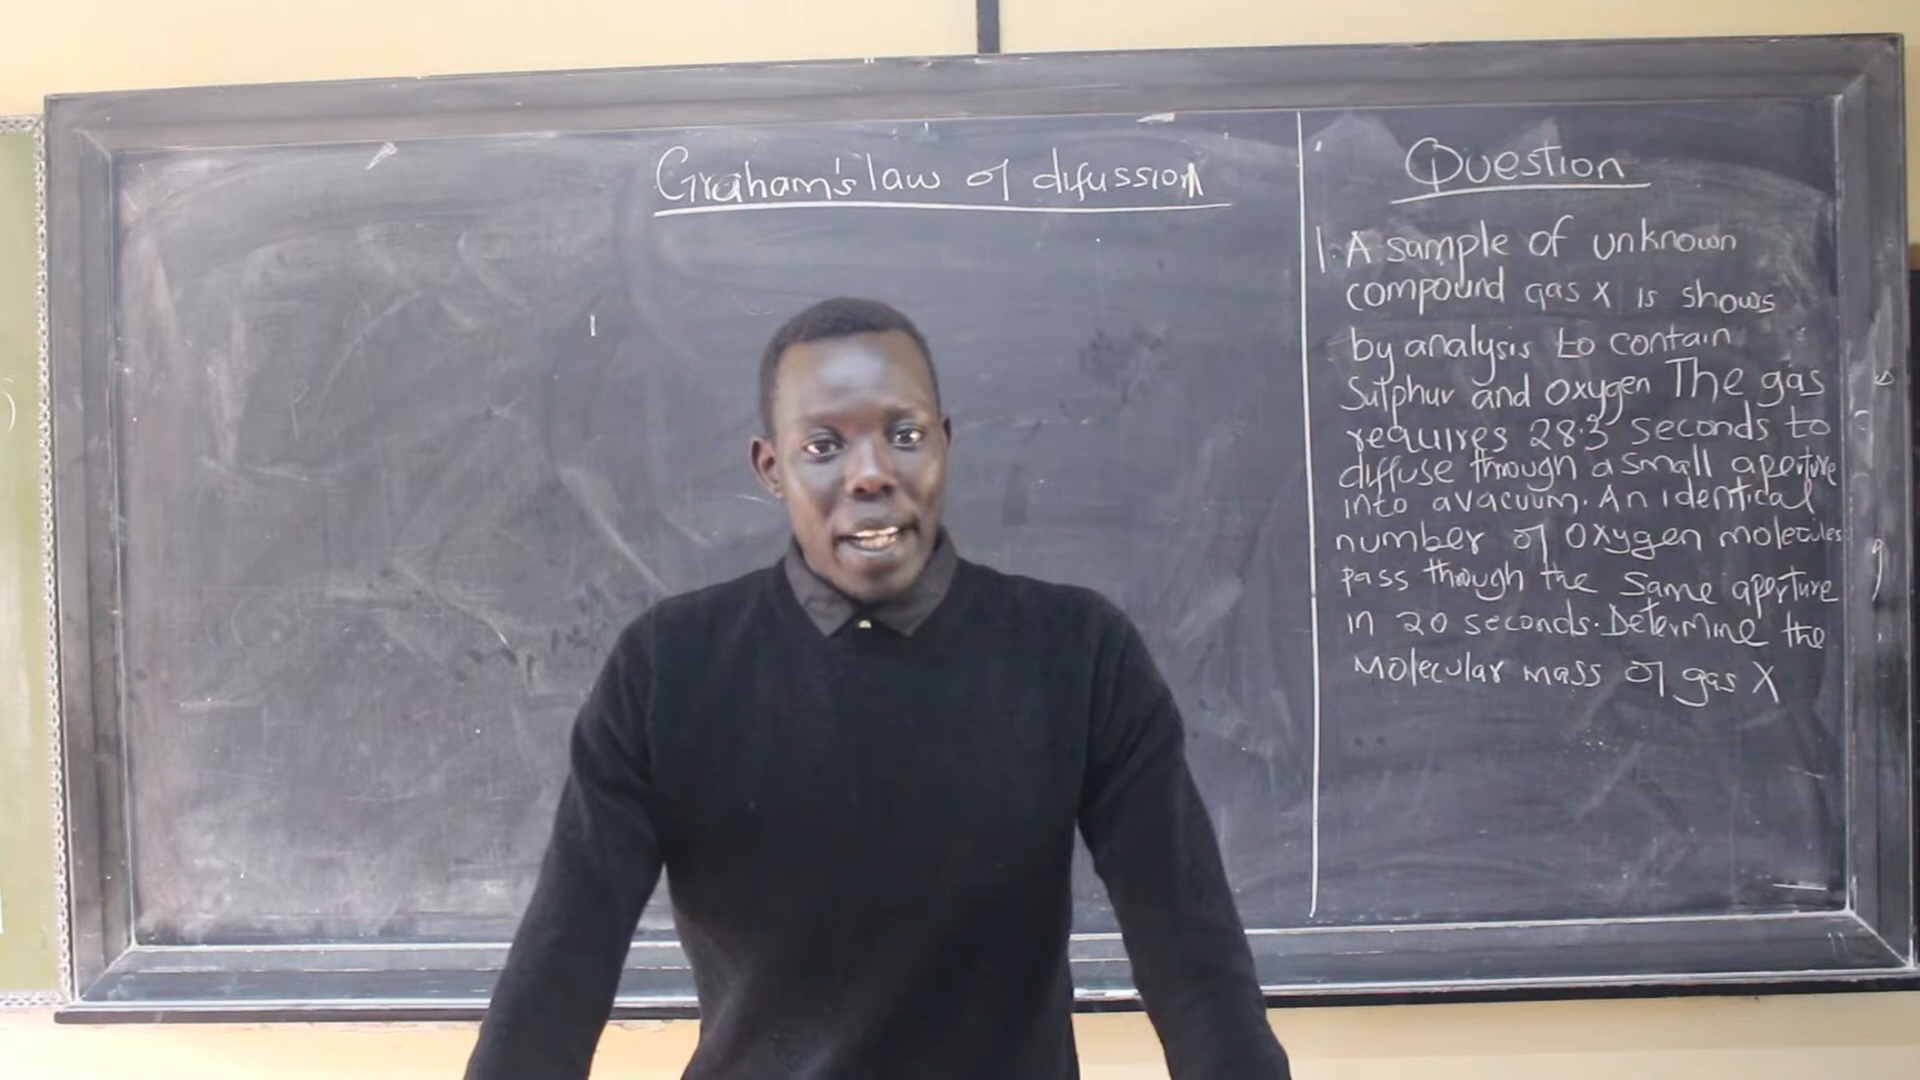 Graham's law of difussion
Question
1. A sample of unknown
compound gas X is shows
by analysis to contain
Sulphur and oxygen The gas
requires 28.3 seconds to
diffuse through a small aperture
into a vacuum. An identical
number of oxygen molecules
pass through the same aperture
in 20 seconds. Determine the
molecular mass of gas X